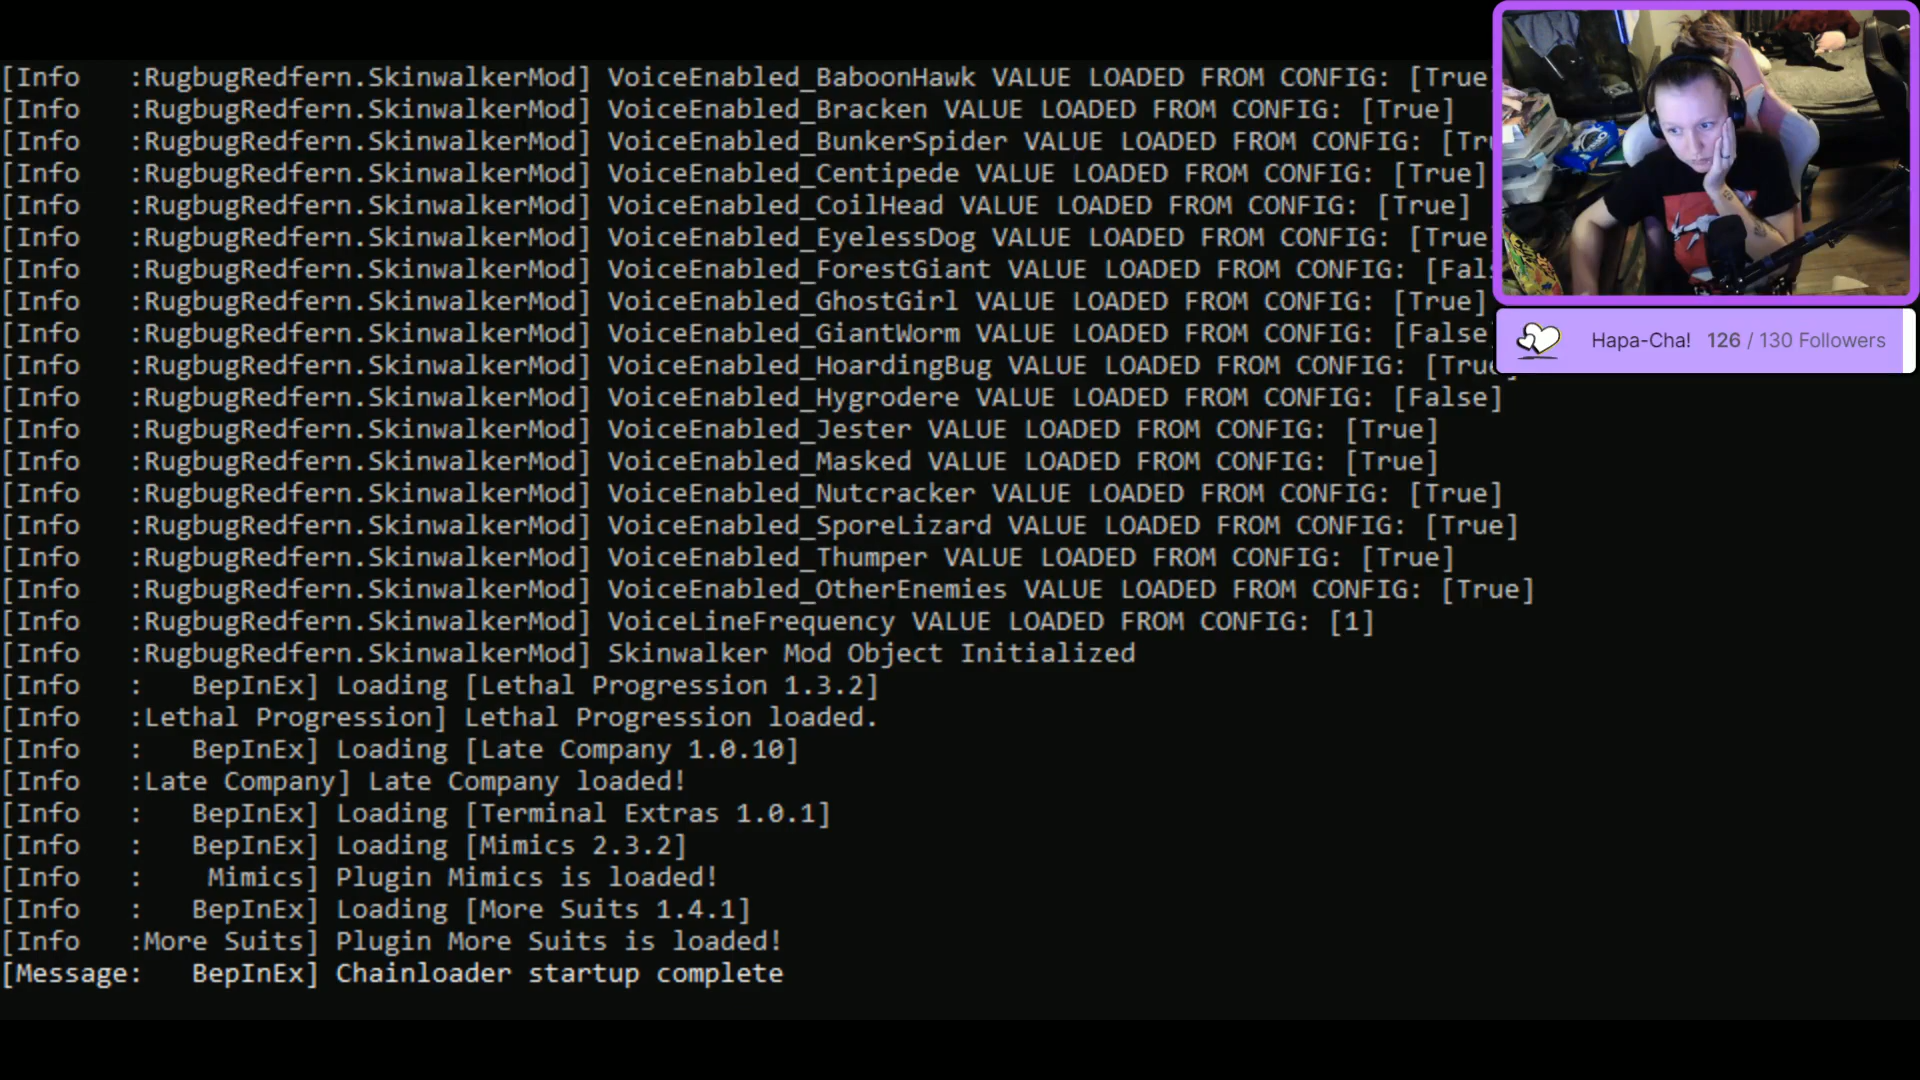 [Info   :RugbugRedfern.SkinwalkerMod] VoiceEnabled_BaboonHawk VALUE LOADED FROM CONFIG: [True
[Info   :RugbugRedfern.SkinwalkerMod] VoiceEnabled_Bracken VALUE LOADED FROM CONFIG: [True]
[Info   :RugbugRedfern.SkinwalkerMod] VoiceEnabled_BunkerSpider VALUE LOADED FROM CONFIG: [Tr
[Info   :RugbugRedfern.SkinwalkerMod] VoiceEnabled_Centipede VALUE LOADED FROM CONFIG: [True]
[Info   :RugbugRedfern.SkinwalkerMod] VoiceEnabled_CoilHead VALUE LOADED FROM CONFIG: [True]
[Info   :RugbugRedfern.SkinwalkerMod] VoiceEnabled_EyelessDog VALUE LOADED FROM CONFIG: [True
[Info   :RugbugRedfern.SkinwalkerMod] VoiceEnabled_ForestGiant VALUE LOADED FROM CONFIG: [Fal
[Info   :RugbugRedfern.SkinwalkerMod] VoiceEnabled_GhostGirl VALUE LOADED FROM CONFIG: [True]
[Info   :RugbugRedfern.SkinwalkerMod] VoiceEnabled_GiantWorm VALUE LOADED FROM CONFIG: [False
Hapa-Cha! 126 / 130 Followers
[Info   :RugbugRedfern.SkinwalkerMod] VoiceEnabled_HoardingBug VALUE LOADED FROM CONFIG: [True]
[Info   :RugbugRedfern.SkinwalkerMod] VoiceEnabled_Hygrodere VALUE LOADED FROM CONFIG: [False]
[Info   :RugbugRedfern.SkinwalkerMod] VoiceEnabled_Jester VALUE LOADED FROM CONFIG: [True]
[Info   :RugbugRedfern.SkinwalkerMod] VoiceEnabled_Masked VALUE LOADED FROM CONFIG: [True]
[Info   :RugbugRedfern.SkinwalkerMod] VoiceEnabled_Nutcracker VALUE LOADED FROM CONFIG: [True]
[Info   :RugbugRedfern.SkinwalkerMod] VoiceEnabled_SporeLizard VALUE LOADED FROM CONFIG: [True]
[Info   :RugbugRedfern.SkinwalkerMod] VoiceEnabled_Thumper VALUE LOADED FROM CONFIG: [True]
[Info   :RugbugRedfern.SkinwalkerMod] VoiceEnabled_OtherEnemies VALUE LOADED FROM CONFIG: [True]
[Info   :RugbugRedfern.SkinwalkerMod] VoiceLineFrequency VALUE LOADED FROM CONFIG: [1]
[Info   :RugbugRedfern.SkinwalkerMod] Skinwalker Mod Object Initialized
[Info   :   BepInEx] Loading [Lethal Progression 1.3.2]
[Info   :Lethal Progression] Lethal Progression loaded.
[Info   :   BepInEx] Loading [Late Company 1.0.10]
[Info   :Late Company] Late Company loaded!
[Info   :   BepInEx] Loading [Terminal Extras 1.0.1]
[Info   :   BepInEx] Loading [Mimics 2.3.2]
[Info   :    Mimics] Plugin Mimics is loaded!
[Info   :   BepInEx] Loading [More Suits 1.4.1]
[Info   :More Suits] Plugin More Suits is loaded!
[Message:   BepInEx] Chainloader startup complete